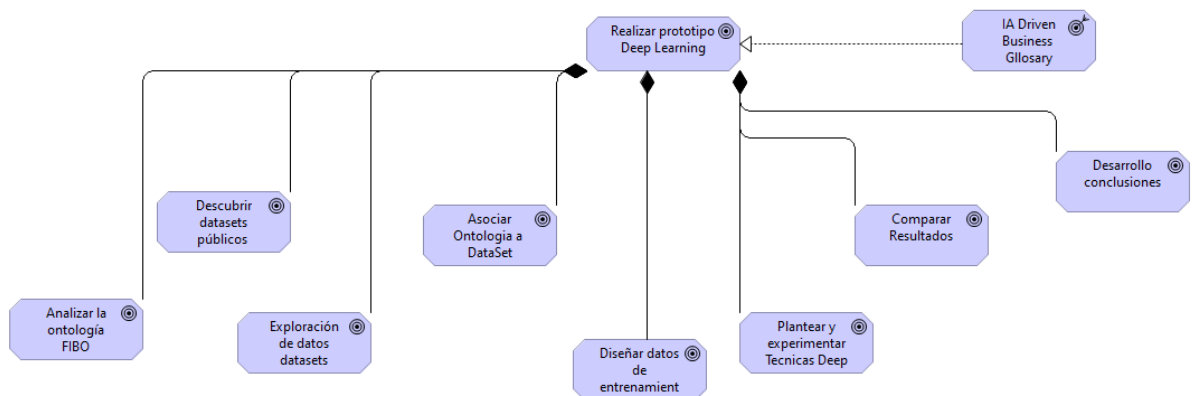 Realizar prototipo
Deep Learning
IA Driven
Business
Gllosary
Desarrollo
conclusiones
Descubrir
datasets
públicos
Asociar
Ontologia a
DataSet
Comparar
Resultados
Analizar la
ontología
FIBO
Exploración
de datos
datasets
Plantear y
experimentar
Tecnicas Deep
Diseñar datos
de
entrenamient